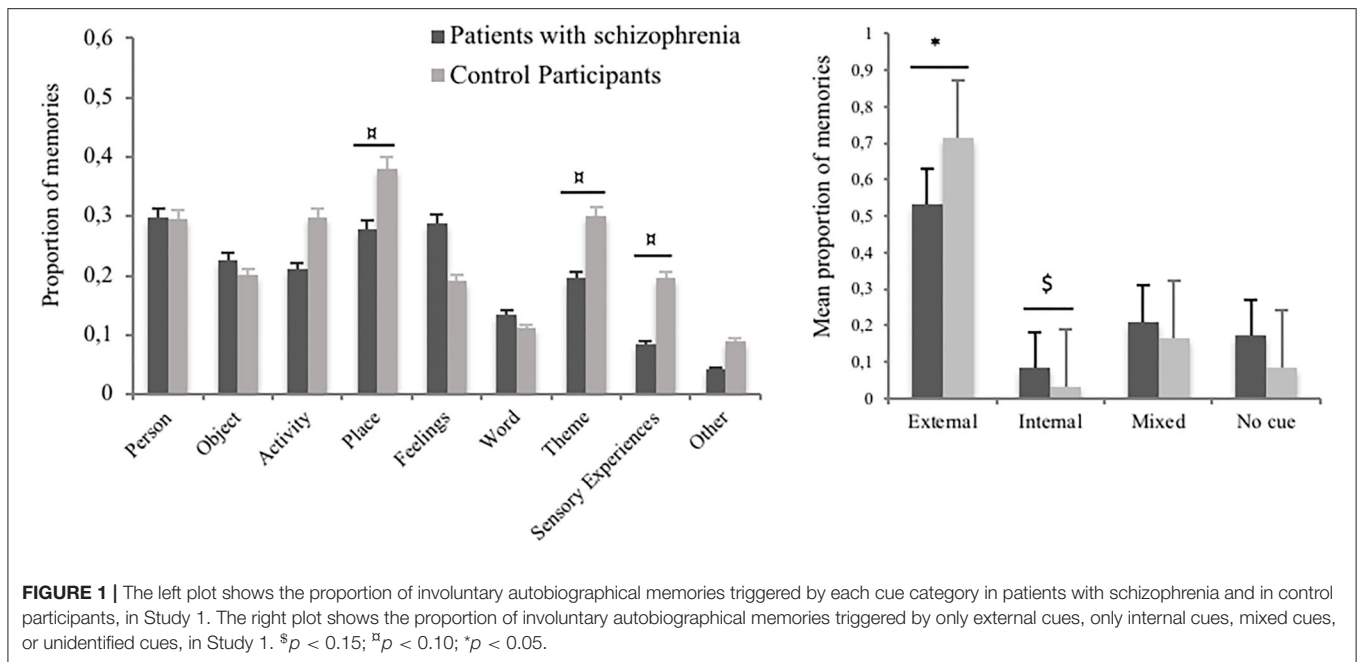 Proportion of memories
0,6
0,5
0,4
0,3
0,2
0,1
0
Patients with schizophrenia
Control Participants
¤
¤
¤
Person
Object
Activity
Place
Feelings
Word
Theme
Sensory Experiences
Other
Mean proportion of memories
1
0,9
0,8
0,7
0,6
0,5
0,4
0,3
0,2
0,1
0
*
$
External
Internal
Mixed
No cue
FIGURE 1 | The left plot shows the proportion of involuntary autobiographical memories triggered by each cue category in patients with schizophrenia and in control
participants, in Study 1. The right plot shows the proportion of involuntary autobiographical memories triggered by only external cues, only internal cues, mixed cues,
or unidentified cues, in Study 1. $p < 0.15; ¤p < 0.10; *p < 0.05.